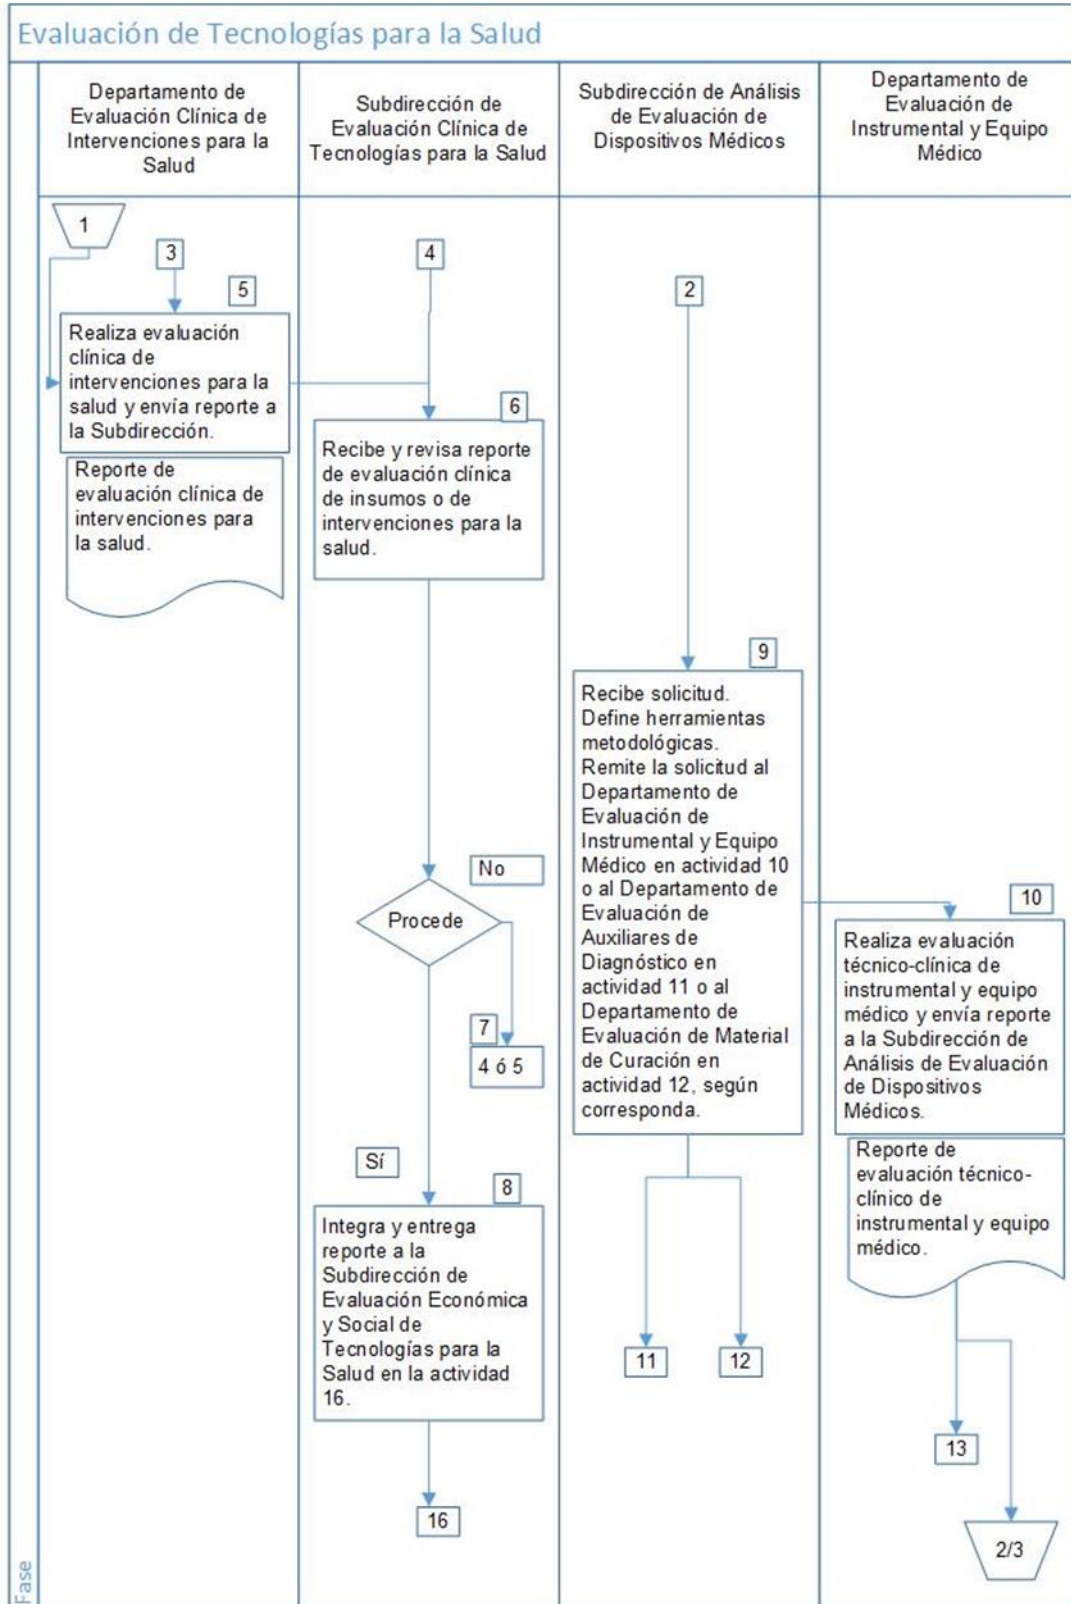 Evaluación de Tecnologías para la Salud
Departamento de
Evaluación Clínica de
Intervenciones para la
Salud
Subdirección de
Evaluación Clínica de
Tecnologías para la Salud
Subdirección de Análisis
de Evaluación de
Dispositivos Médicos
Departamento de
Evaluación de
Instrumental y Equipo
Médico
1
3
5
Realiza evaluación
clínica de
intervenciones para la
salud y envía reporte a
la Subdirección.
Reporte de
evaluación clínica de
intervenciones para
la salud.
4
6
Recibe y revisa reporte
de evaluación clínica
de insumos o de
intervenciones para la
salud.
No
Procede
7
4 ó 5
Sí
8
Integra y entrega
reporte a la
Subdirección de
Evaluación Económica
y Social de
Tecnologías para la
Salud en la actividad
16.
16
2
9
Recibe solicitud.
Define herramientas
metodológicas.
Remite la solicitud al
Departamento de
Evaluación de
Instrumental y Equipo
Médico en actividad 10
o al Departamento de
Evaluación de
Auxiliares de
Diagnóstico en
actividad 11 o al
Departamento de
Evaluación de Material
de Curación en
actividad 12, según
corresponda.
11
12
10
Realiza evaluación
técnico-clínica de
instrumental y equipo
médico y envía reporte
a la Subdirección de
Análisis de Evaluación
de Dispositivos
Médicos.
Reporte de
evaluación técnico-
clínico de
instrumental y equipo
médico.
13
2/3
Fase